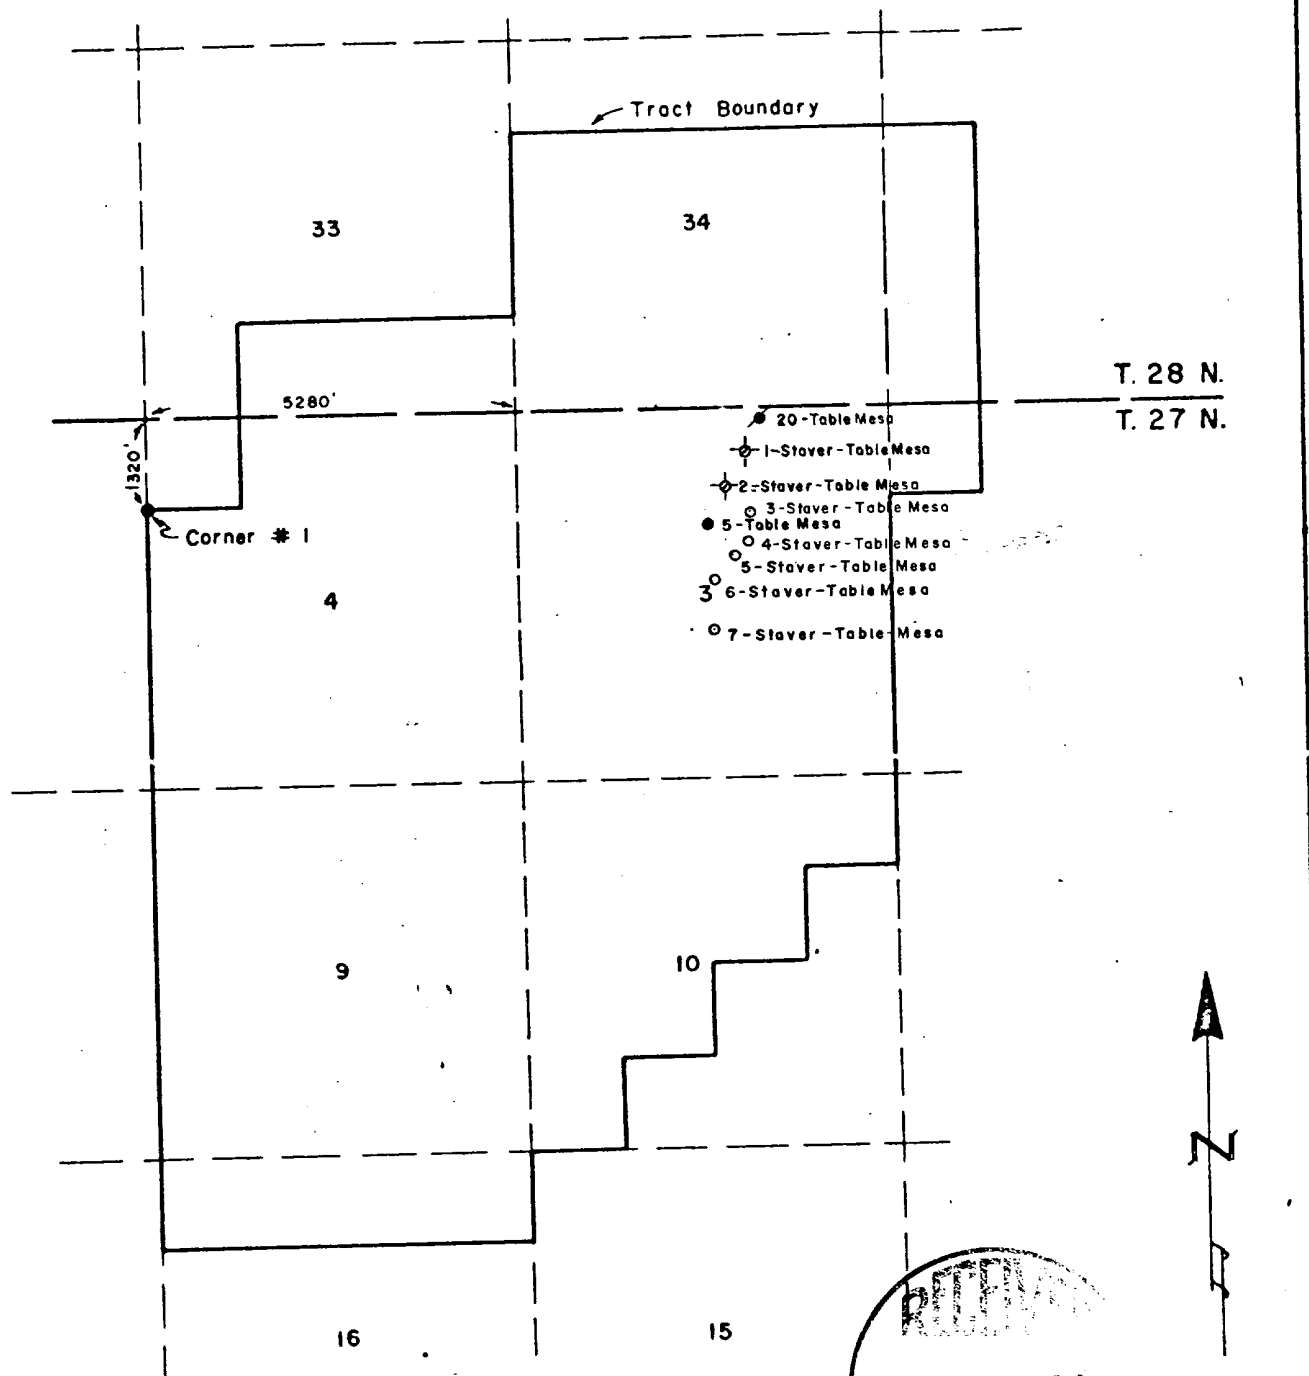 Tract Boundary
33
34
T. 28 N.
5280'
T. 27 N.
20-Table Mesa
1-Staver-Table Mesa
1320'
2-Staver-Table Mesa
3-Staver-Table Mesa
5-Table Mesa
Corner # 1
4-Staver-Table Mesa
5-Staver-Table Mesa
4
3
6-Staver-Table Mesa
7-Staver-Table Mesa
9
10
N
16
15